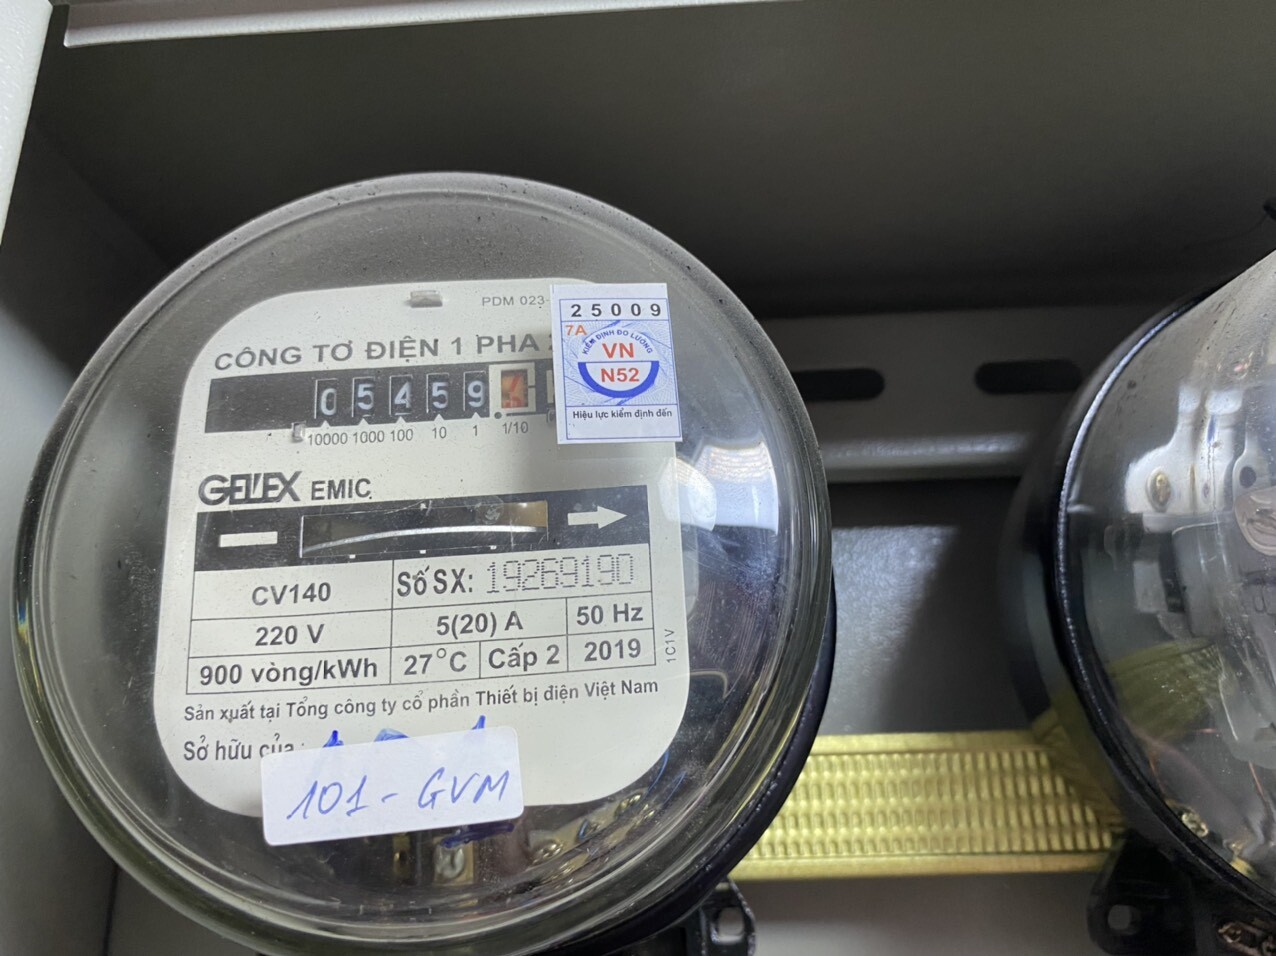 PDM 023-
25009
7A
KIỂM ĐỊNH ĐO LƯỜNG
VN
N52
Hiệu lực kiểm định đến
CÔNG TƠ ĐIỆN 1 PHA
05459
10000 1000 100 10 1 1/10
GELEX EMIC
CV140 Số SX: 19269190
220 V 5(20) A 50 Hz
900 vòng/kWh 27°C Cấp 2 2019
1C1V
Sản xuất tại Tổng công ty cổ phần Thiết bị điện Việt Nam
Sở hữu của
101 - GVM